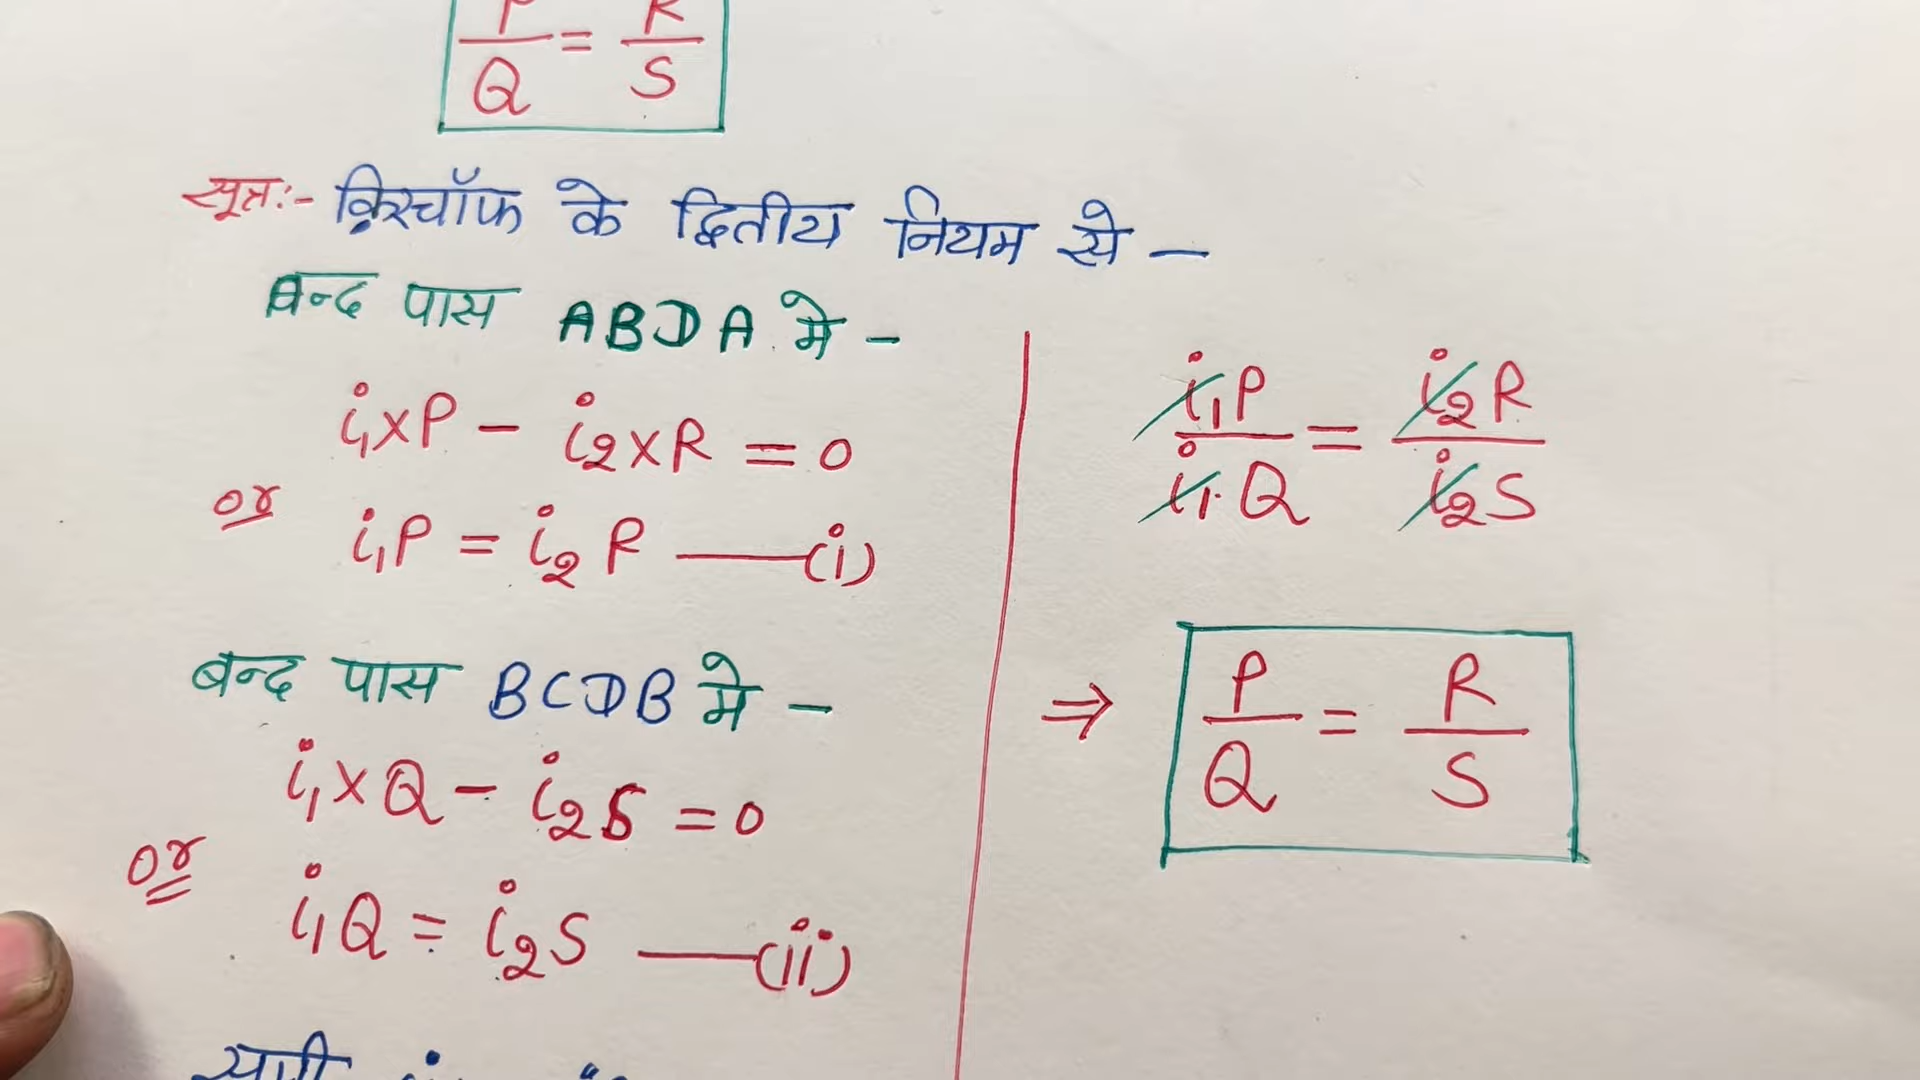 P/Q = R/S
सूत्र:- किरचॉफ के द्वितीय नियम से –
बन्द पास ABDA मे –
i₁×P – i₂×R = 0
or i₁P = i₂R ——(i)
बन्द पास BCDB मे –
i₁×Q – i₂S = 0
or i₁Q = i₂S ——(ii)
i₁P/i₁Q = i₂R/i₂S
⇒ P/Q = R/S